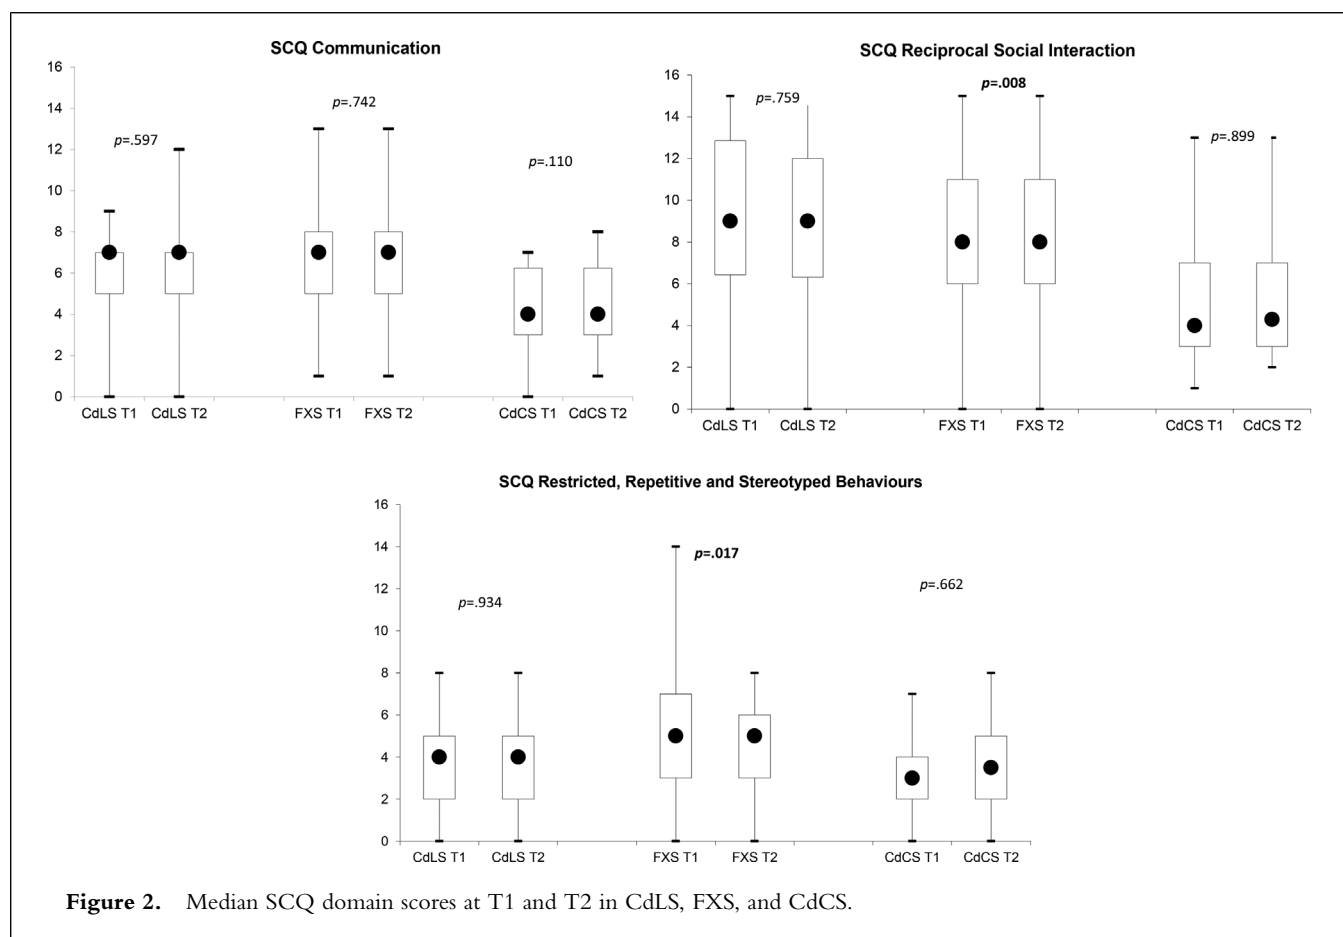 SCQ Communication
16
14
12
10
8
6
4
2
0
p=.597
p=.742
p=.110
CdLS T1 CdLS T2 FXS T1 FXS T2 CdCS T1 CdCS T2
SCQ Reciprocal Social Interaction
16
14
12
10
8
6
4
2
0
p=.759
p=.008
p=.899
CdLS T1 CdLS T2 FXS T1 FXS T2 CdCS T1 CdCS T2
SCQ Restricted, Repetitive and Stereotyped Behaviours
16
14
12
10
8
6
4
2
0
p=.934
p=.017
p=.662
CdLS T1 CdLS T2 FXS T1 FXS T2 CdCS T1 CdCS T2
Figure 2. Median SCQ domain scores at T1 and T2 in CdLS, FXS, and CdCS.